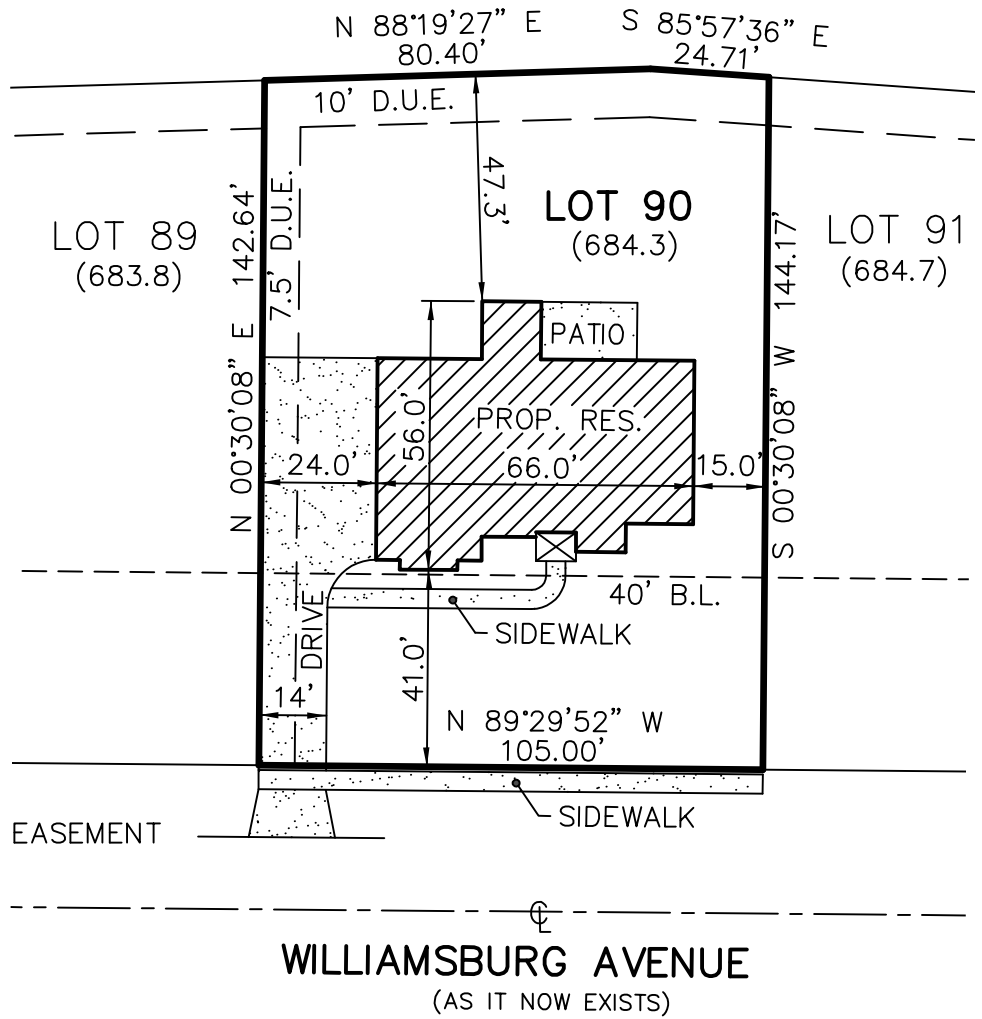 N 88°19'27" E
80.40'
S 85°57'36" E
24.71'
10' D.U.E.
47.3'
LOT 90
(684.3)
LOT 89
(683.8)
LOT 91
(684.7)
N 00°30'08" E 142.64'
7.5' D.U.E.
S 00°30'08" W 144.17'
PATIO
PROP. RES.
56.0'
24.0'
66.0'
15.0'
40' B.L.
SIDEWALK
DRIVE
41.0'
14'
N 89°29'52" W
105.00'
SIDEWALK
EASEMENT
℄
WILLIAMSBURG AVENUE
(AS IT NOW EXISTS)